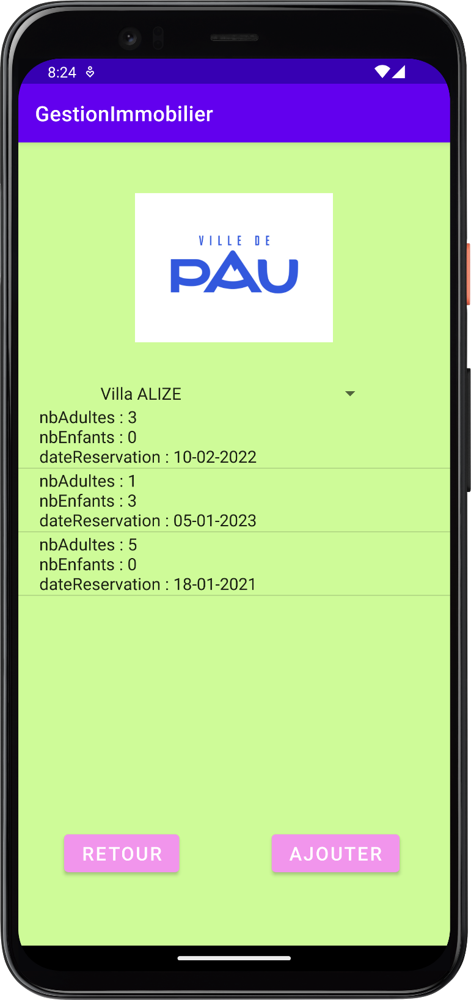 8:24
GestionImmobilier
VILLE DE
PAU
Villa ALIZE
nbAdultes : 3
nbEnfants : 0
dateReservation : 10-02-2022
nbAdultes : 1
nbEnfants : 3
dateReservation : 05-01-2023
nbAdultes : 5
nbEnfants : 0
dateReservation : 18-01-2021
RETOUR
AJOUTER